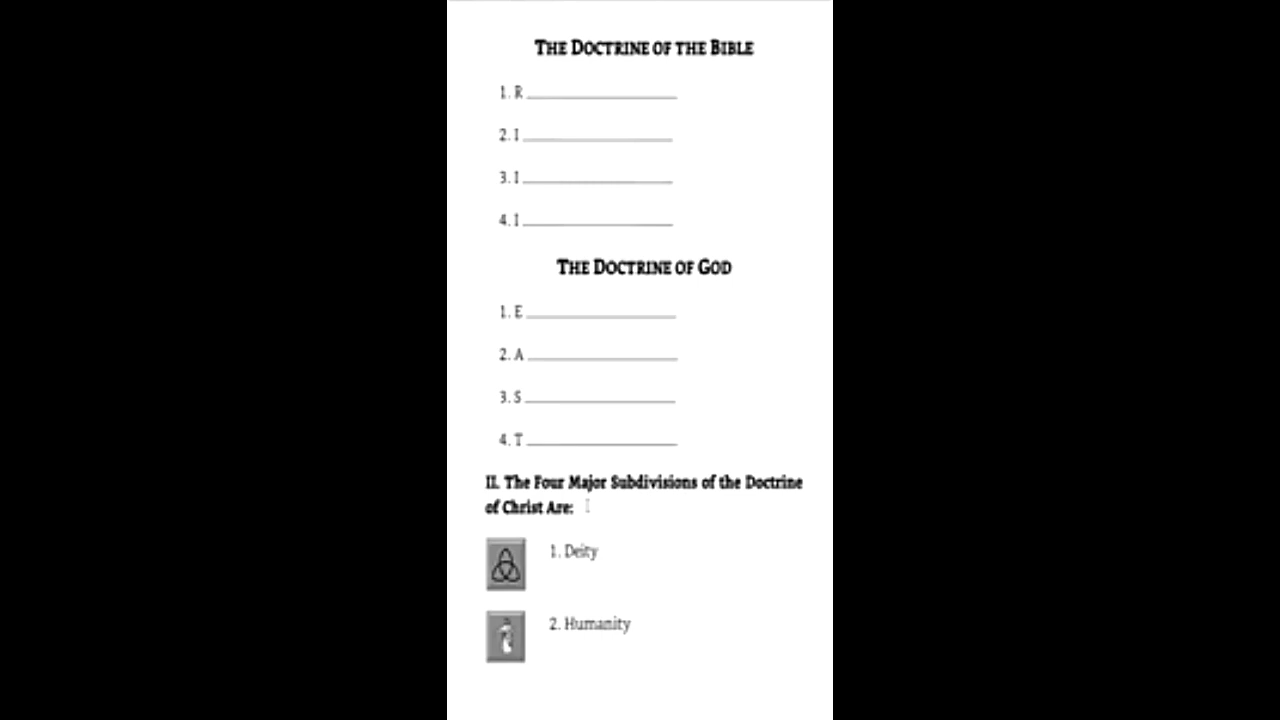 THE DOCTRINE OF THE BIBLE
1. R
2. I
3. I
4. I
THE DOCTRINE OF GOD
1. E
2. A
3. S
4. T
II. The Four Major Subdivisions of the Doctrine
of Christ Are:
1. Deity
2. Humanity